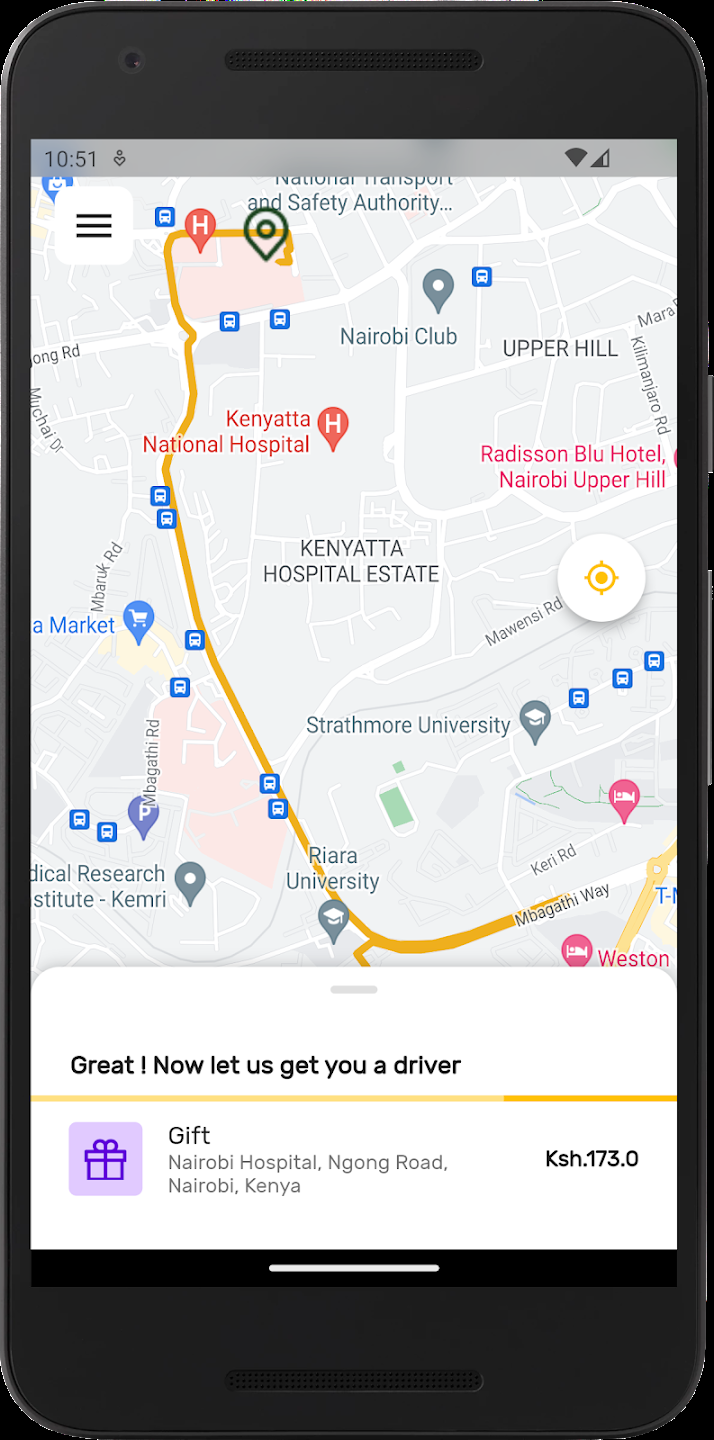 10:51
National Transport
and Safety Authority...
H
Nairobi Club
UPPER HILL
Mara
Kilimanjaro Rd
ong Rd
Muchai Dr
Kenyatta
National Hospital
H
Radisson Blu Hotel,
Nairobi Upper Hill
KENYATTA
HOSPITAL ESTATE
Mbaruk Rd
a Market
Mawensi Rd
Strathmore University
Mbagathi Rd
P
Riara
University
dical Research
stitute - Kemri
Keri Rd
Mbagathi Way
T-
Weston
Great ! Now let us get you a driver
Gift
Nairobi Hospital, Ngong Road,
Nairobi, Kenya
Ksh.173.0